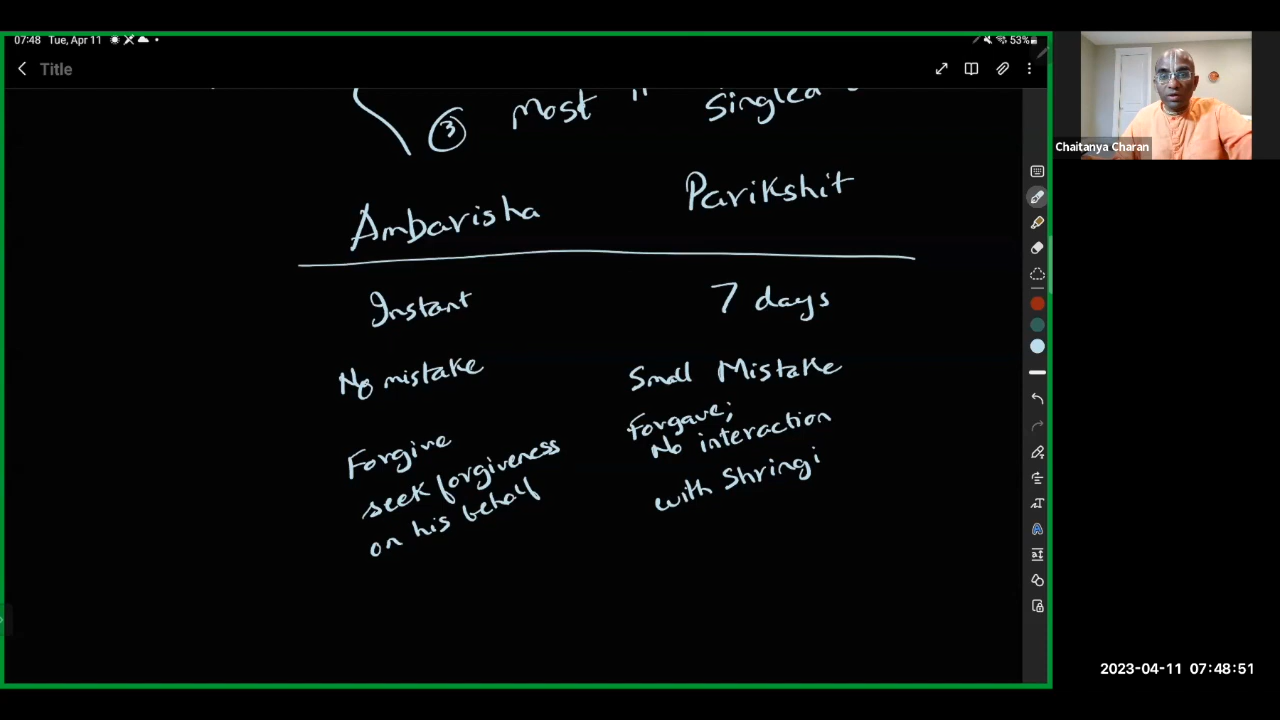 07:48 Tue, Apr 11
53%
Title
Chaitanya Charan
3 Most
Singled
Ambarisha Parikshit
Instant 7 days
No mistake Small Mistake
Forgive Forgave;
seek forgiveness No interaction
on his behalf with Shringi
2023-04-11 07:48:51